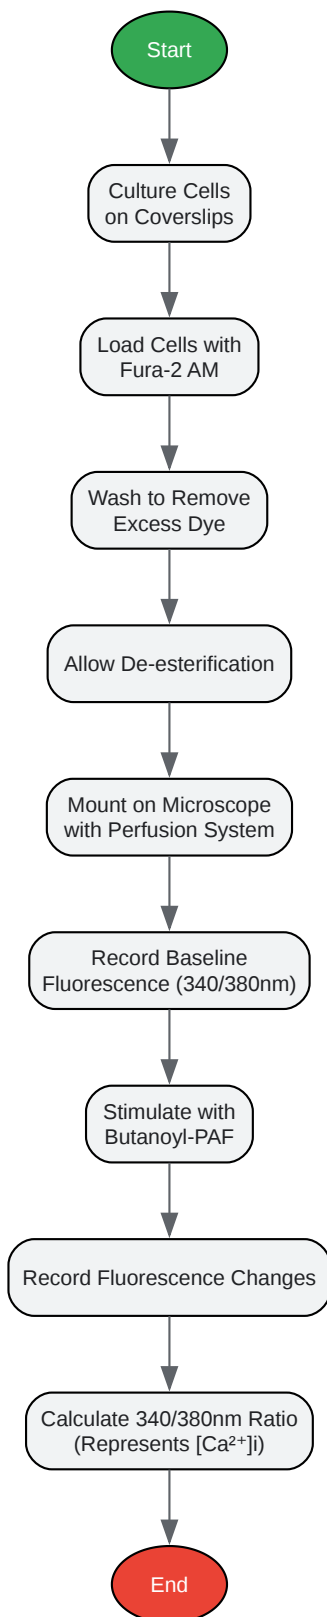 Start
Culture Cells
on Coverslips
Load Cells with
Fura-2 AM
Wash to Remove
Excess Dye
Allow De-esterification
Mount on Microscope
with Perfusion System
Record Baseline
Fluorescence (340/380nm)
Stimulate with
Butanoyl-PAF
Record Fluorescence Changes
Calculate 340/380nm Ratio
(Represents [Ca²⁺]i)
End